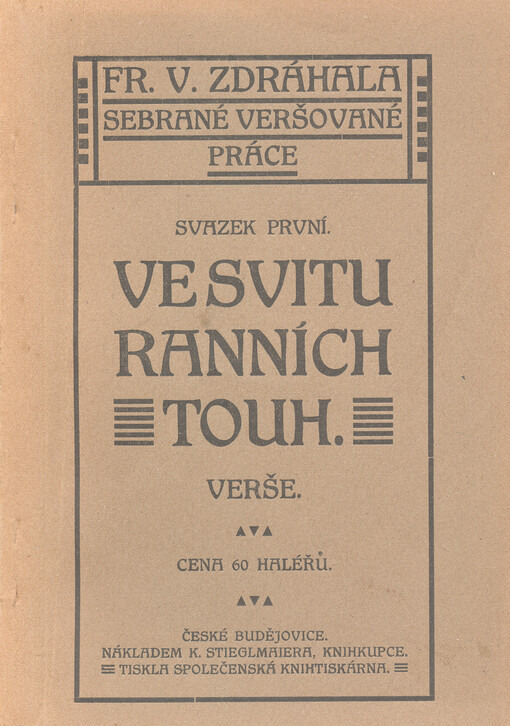 FR. V. ZDRÁHALA
SEBRANÉ VERŠOVANÉ
PRÁCE
SVAZEK PRVNÍ.
VE SVITU
RANNÍCH
TOUH.
VERŠE.
CENA 60 HALÉŘŮ.
ČESKÉ BUDĚJOVICE.
NÁKLADEM K. STIEGLMAIERA, KNIHKUPCE.
TISKLA SPOLEČENSKÁ KNIHTISKÁRNA.